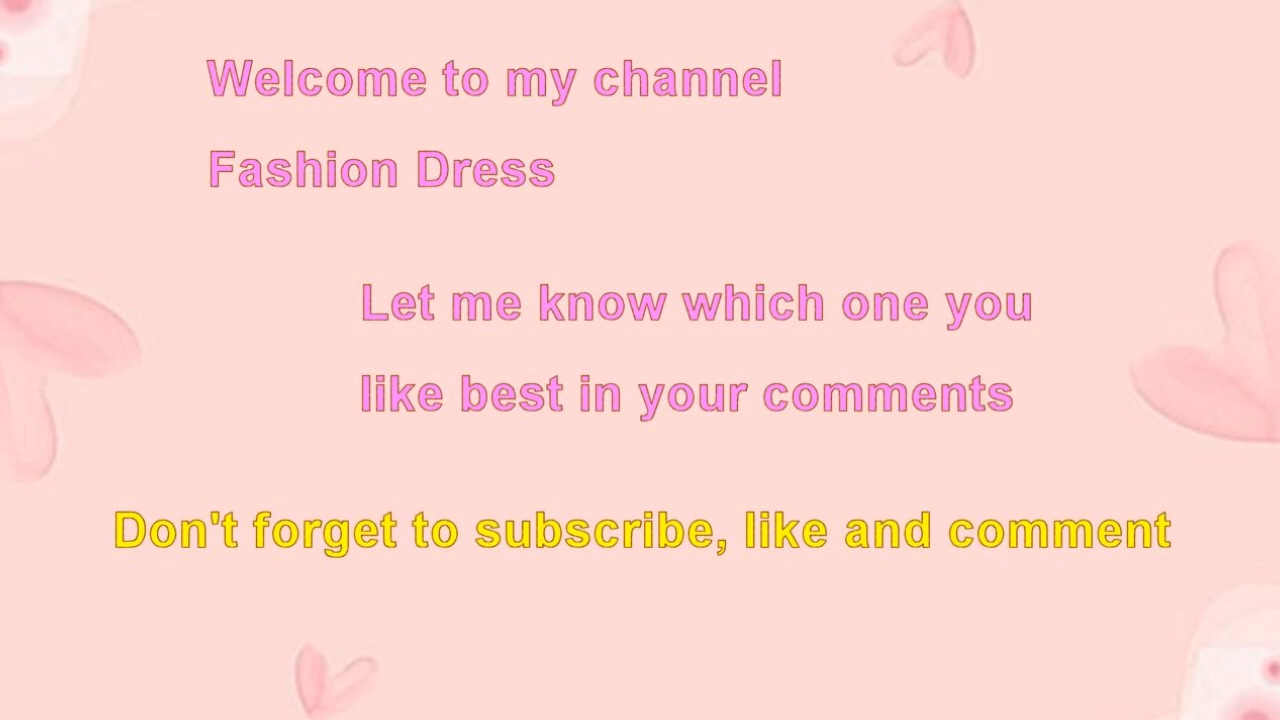 Welcome to my channel
Fashion Dress
Let me know which one you
like best in your comments
Don't forget to subscribe, like and comment